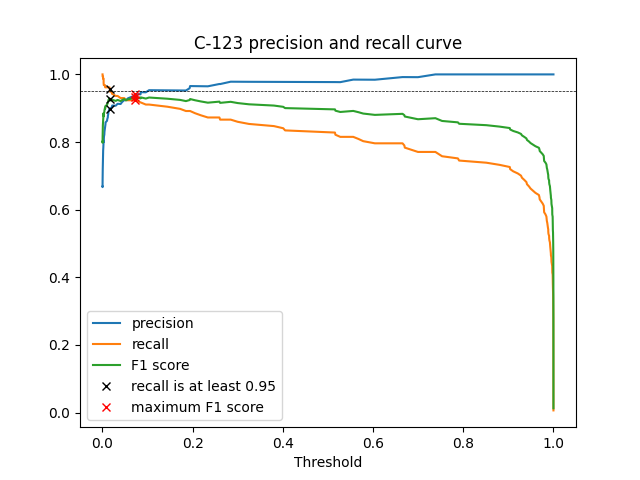 C-123 precision and recall curve
1.0
0.8
0.6
0.4
0.2
0.0
precision
recall
F1 score
recall is at least 0.95
maximum F1 score
0.0 0.2 0.4 0.6 0.8 1.0
Threshold